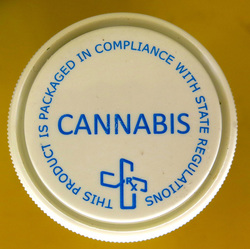 THIS PRODUCT IS PACKAGED IN COMPLIANCE WITH STATE REGULATIONS
CANNABIS
RX